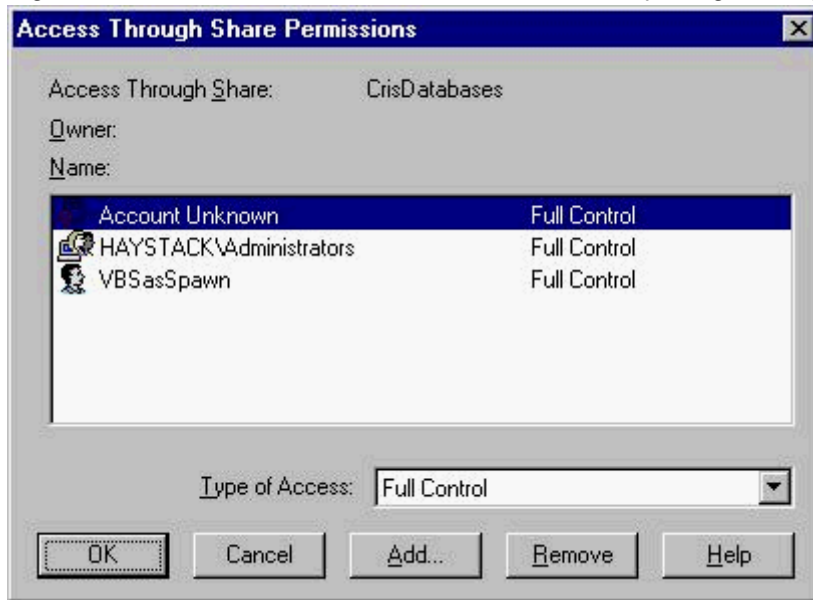 Access Through Share Permissions
Access Through Share: CrisDatabases
Owner:
Name:
Account Unknown Full Control
HAYSTACK\Administrators Full Control
VBSasSpawn Full Control
Type of Access: Full Control
OK Cancel Add... Remove Help